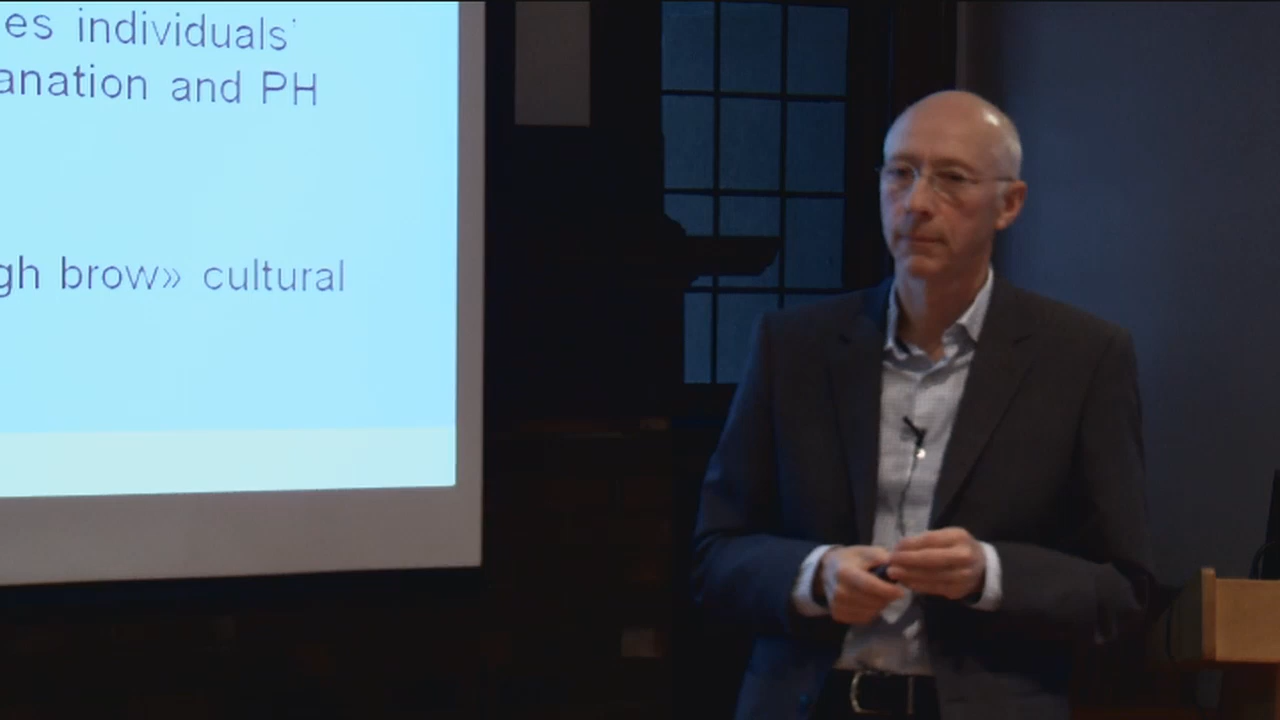 es individuals'
anation and PH
gh brow» cultural